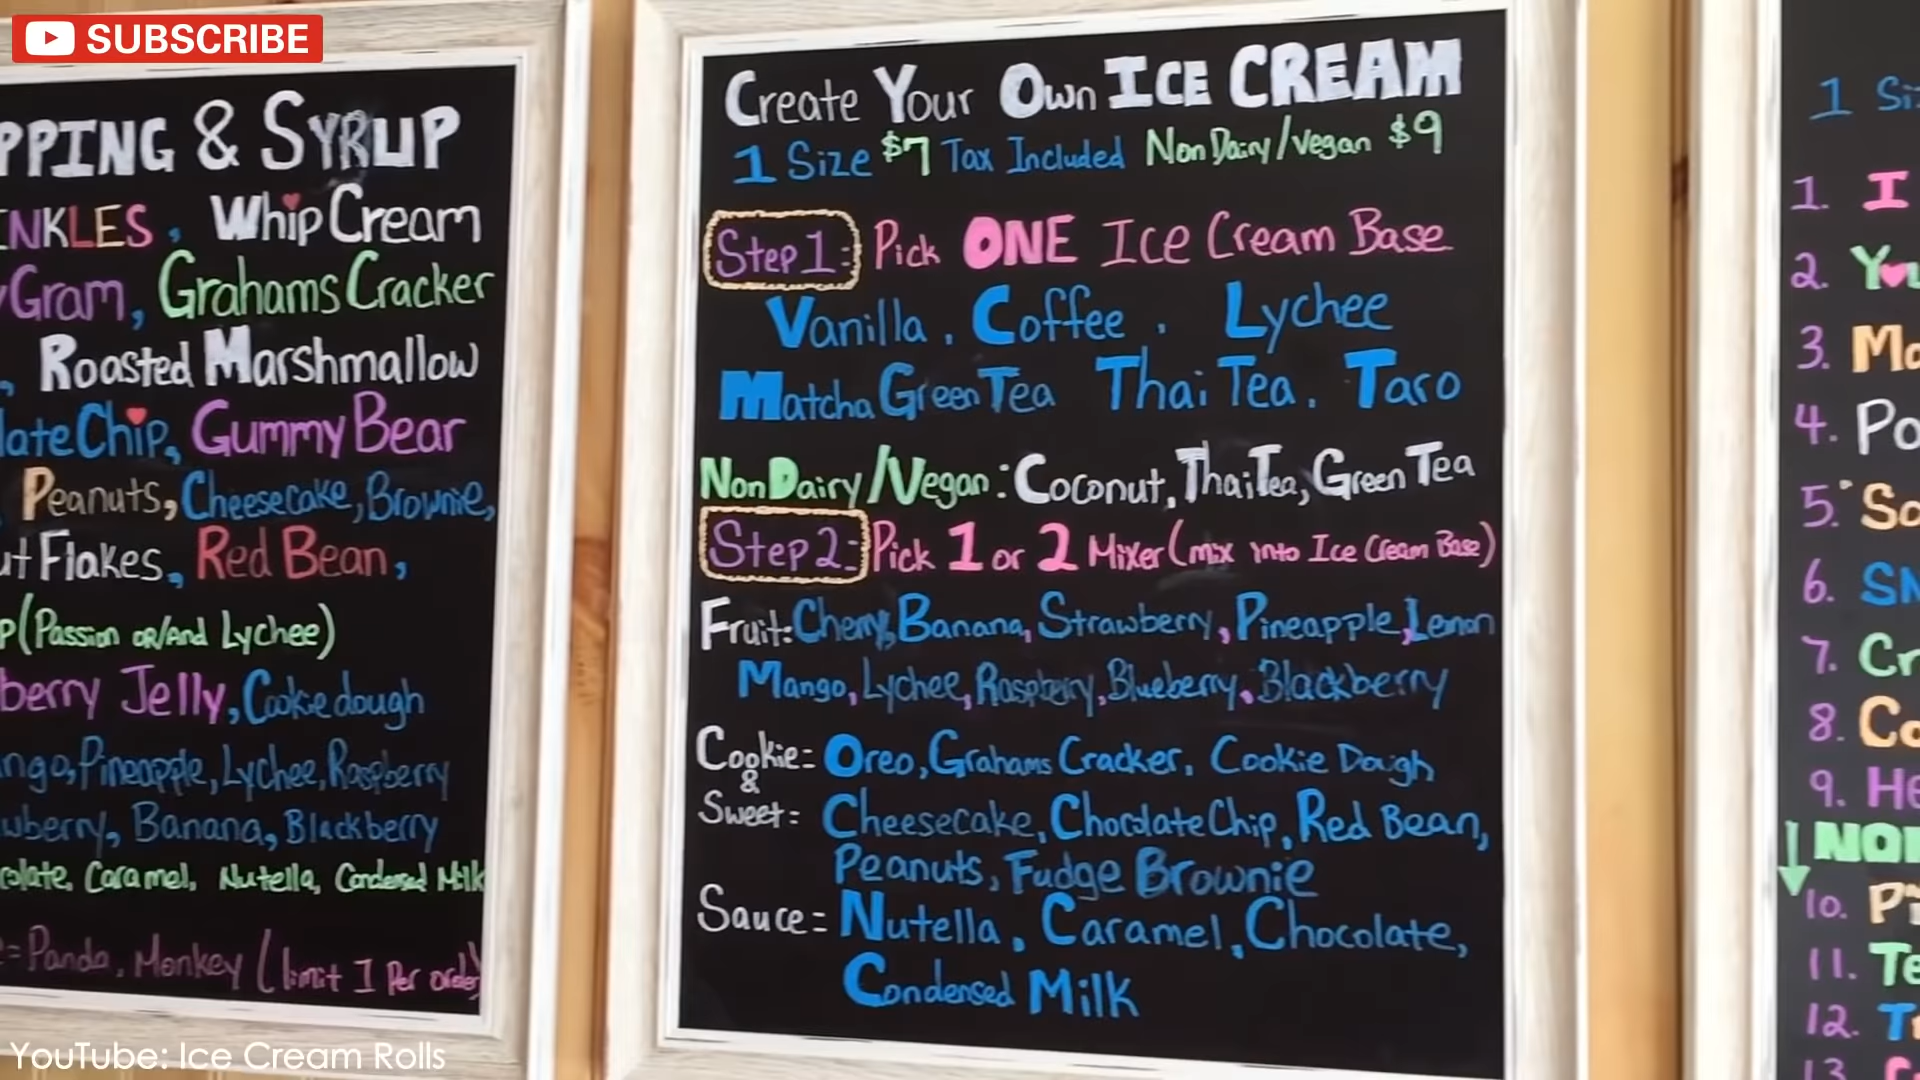 SUBSCRIBE
& SYRUP
Whip Cream
Gram, Grahams Cracker
Roasted Marshmallow
Chip, Gummy Bear
Peanuts, Cheesecake, Brownie,
Flakes, Red Bean,
(Passion OR/AND Lychee)
Jelly, Cookie dough
Pineapple, Lychee, Raspberry
Banana, Blackberry
Caramel, Nutella, Condensed Milk
= Panda, Monkey (limit 1 Per order)
Create Your Own ICE CREAM
1 Size $7 Tax Included Non Dairy/Vegan $9
Step 1: Pick ONE Ice Cream Base
Vanilla, Coffee, Lychee
Matcha Green Tea Thai Tea, Taro
Non Dairy/Vegan: Coconut, Thai Tea, Green Tea
Step 2: Pick 1 or 2 Mixer (mix into Ice Cream Base)
Fruit: Cherry, Banana, Strawberry, Pineapple, Lemon
Mango, Lychee, Raspberry, Blueberry, Blackberry
Cookie = Oreo, Grahams Cracker, Cookie Dough
&
Sweet = Cheesecake, Chocolate Chip, Red Bean,
Peanuts, Fudge Brownie
Sauce = Nutella, Caramel, Chocolate,
Condensed Milk
1
1. I
2.
3.
4.
5.
6.
7.
8.
9.
10.
11.
12.
13.
YouTube: Ice Cream Rolls